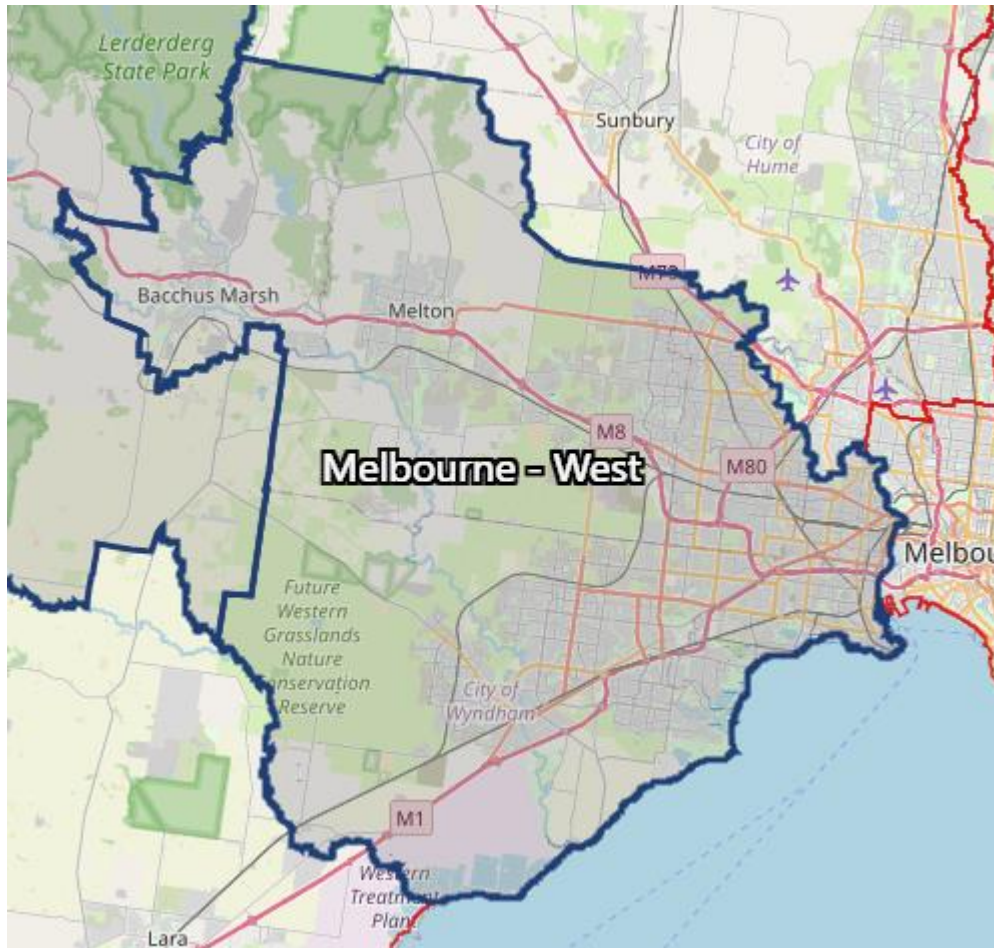 Lerderderg
State Park
Sunbury
City of
Hume
M79
Bacchus Marsh
Melton
M8
Melbourne - West
M80
Melbou
Future
Western
Grasslands
Nature
Conservation
Reserve
City of
Wyndham
M1
Western
Treatment
Plant
Lara